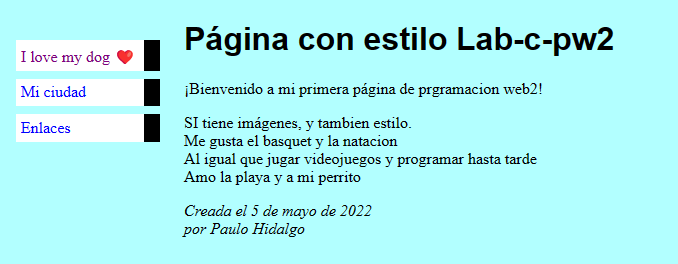 I love my dog ❤️
Mi ciudad
Enlaces
Página con estilo Lab-c-pw2
¡Bienvenido a mi primera página de prgramacion web2!
SI tiene imágenes, y tambien estilo.
Me gusta el basquet y la natacion
Al igual que jugar videojuegos y programar hasta tarde
Amo la playa y a mi perrito
Creada el 5 de mayo de 2022
por Paulo Hidalgo